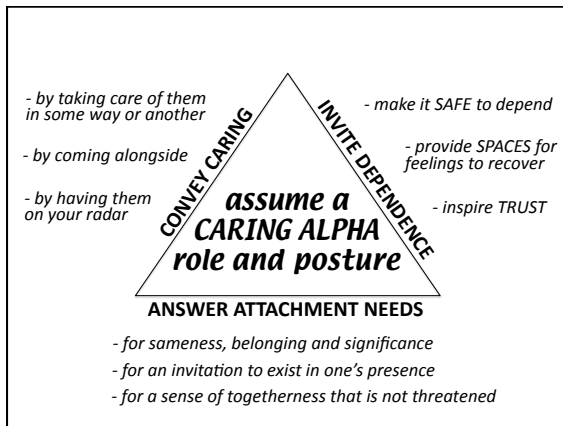 - by taking care of them
in some way or another
- by coming alongside
- by having them
on your radar
CONVEY CARING
INVITE DEPENDENCE
- make it SAFE to depend
- provide SPACES for
feelings to recover
- inspire TRUST
assume a
CARING ALPHA
role and posture
ANSWER ATTACHMENT NEEDS
- for sameness, belonging and significance
- for an invitation to exist in one's presence
- for a sense of togetherness that is not threatened